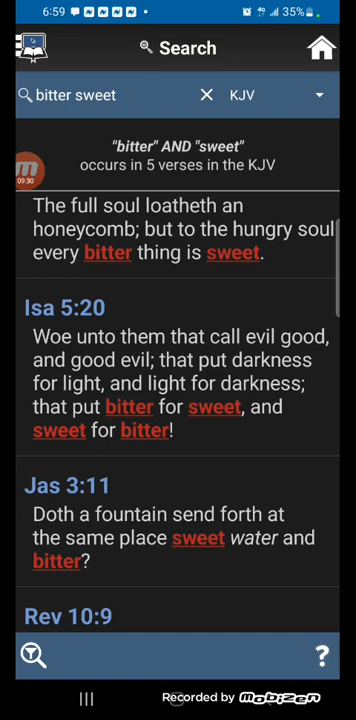 6:59
35%
Search
bitter sweet
KJV
"bitter" AND "sweet"
occurs in 5 verses in the KJV
09:30
The full soul loatheth an
honeycomb; but to the hungry soul
every bitter thing is sweet.
Isa 5:20
Woe unto them that call evil good,
and good evil; that put darkness
for light, and light for darkness;
that put bitter for sweet, and
sweet for bitter!
Jas 3:11
Doth a fountain send forth at
the same place sweet water and
bitter?
Rev 10:9
?
Recorded by mobizen